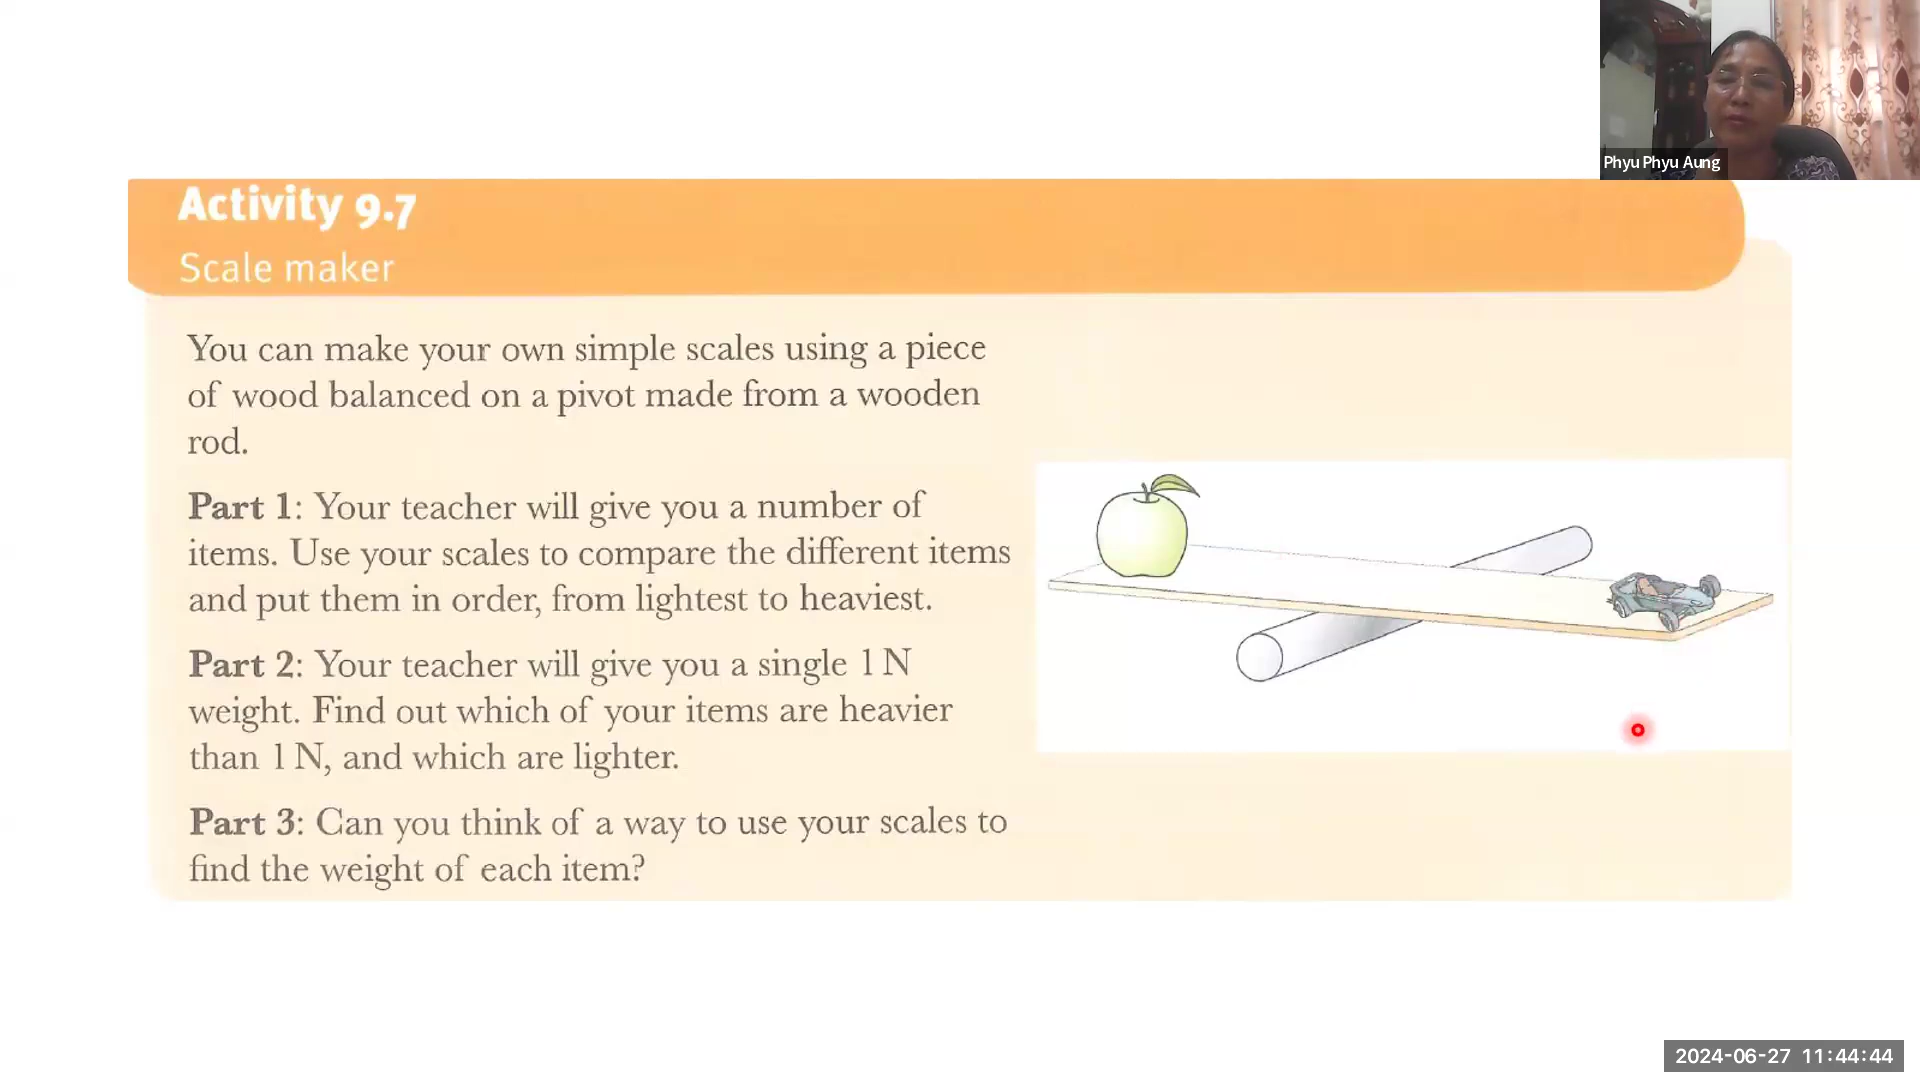 Phyu Phyu Aung
Activity 9.7
Scale maker
You can make your own simple scales using a piece
of wood balanced on a pivot made from a wooden
rod.
Part 1: Your teacher will give you a number of
items. Use your scales to compare the different items
and put them in order, from lightest to heaviest.
Part 2: Your teacher will give you a single 1 N
weight. Find out which of your items are heavier
than 1 N, and which are lighter.
Part 3: Can you think of a way to use your scales to
find the weight of each item?
2024-06-27 11:44:44